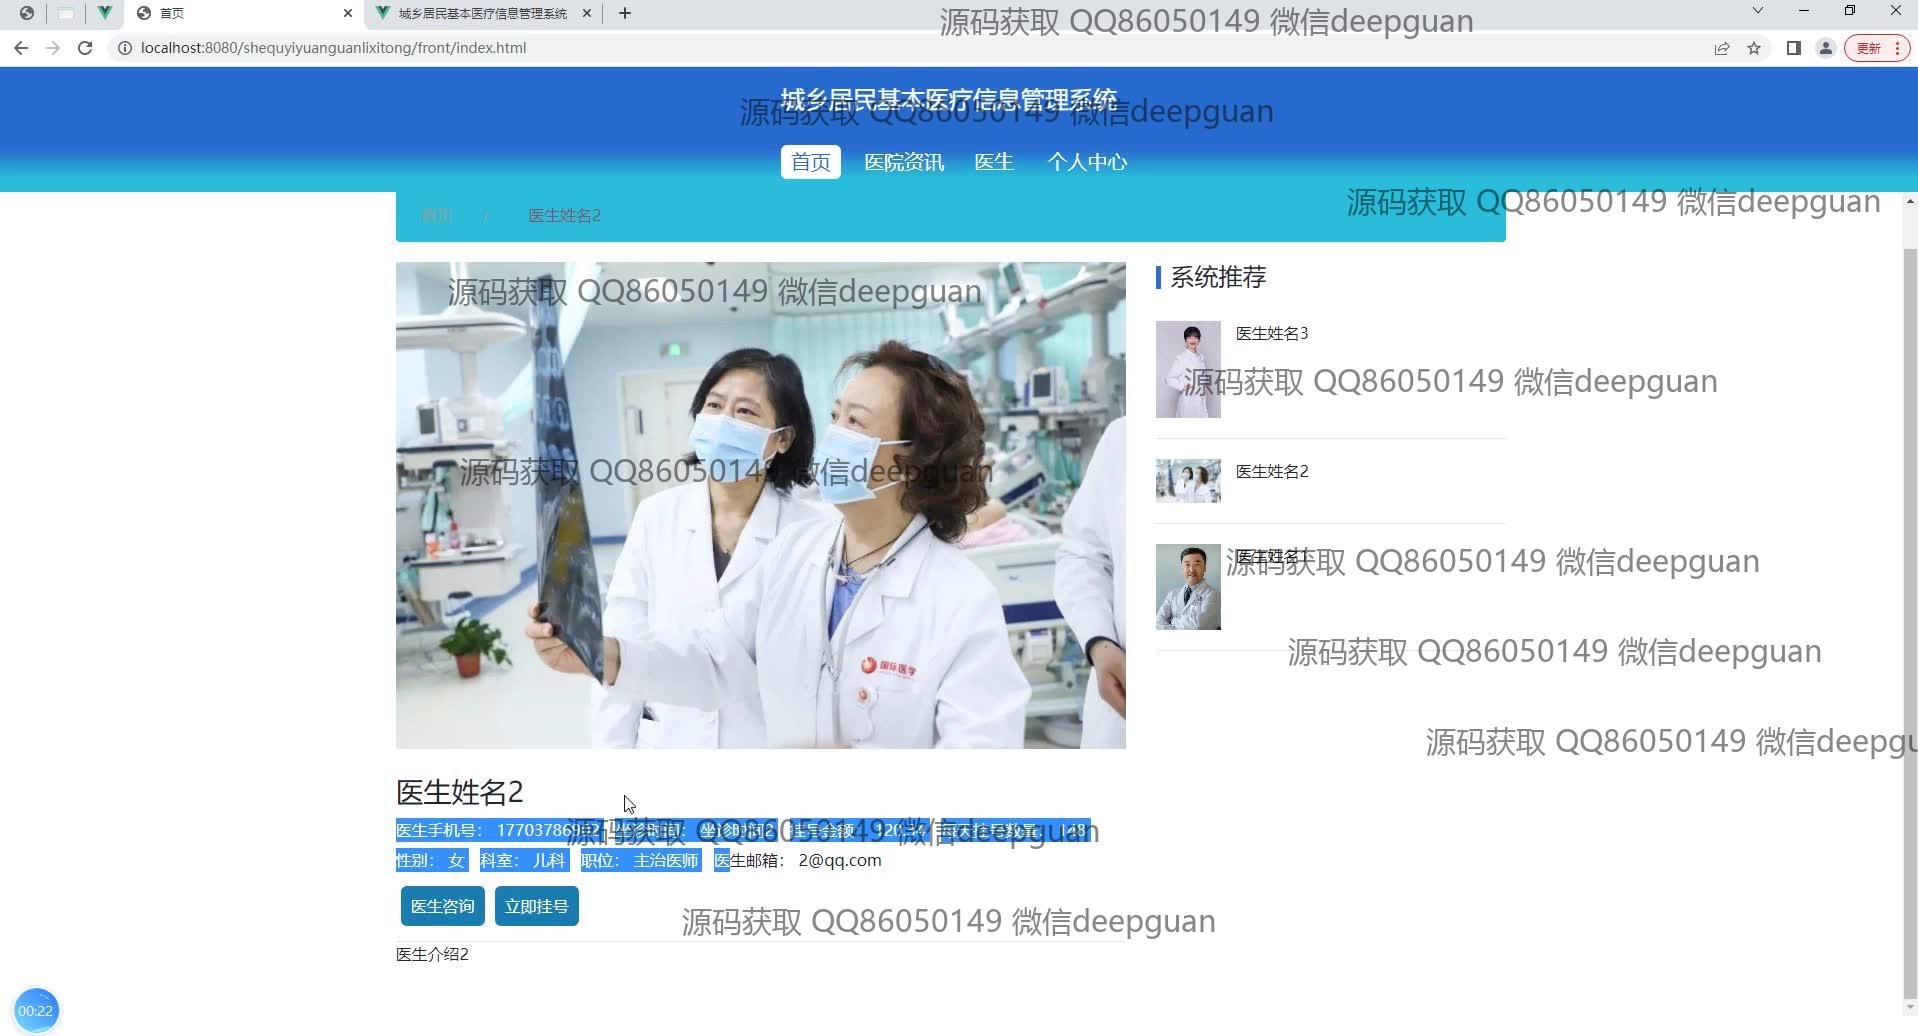 首页
城乡居民基本医疗信息管理系统
源码获取 QQ86050149 微信deepguan
localhost:8080/shequyiyuanguanlixitong/front/index.html
更新
城乡居民基本医疗信息管理系统
源码获取 QQ86050149 微信deepguan
首页 医院资讯 医生 个人中心
首页 / 医生姓名2
源码获取 QQ86050149 微信deepguan
系统推荐
源码获取 QQ86050149 微信deepguan
医生姓名3
源码获取 QQ86050149 微信deepguan
医生姓名2
源码获取 QQ86050149 微信deepguan
医生姓名1
源码获取 QQ86050149 微信deepguan
源码获取 QQ86050149 微信deepguan
国际医学
源码获取 QQ86050149 微信deepgu
医生姓名2
医生手机号： 坐诊时间： 坐诊时间2 挂号金额：
源码获取 微信deepguan
性别： 女 科室： 儿科 职位： 主治医师 医生邮箱： 2@qq.com
医生咨询 立即挂号
源码获取 QQ86050149 微信deepguan
医生介绍2
00:22